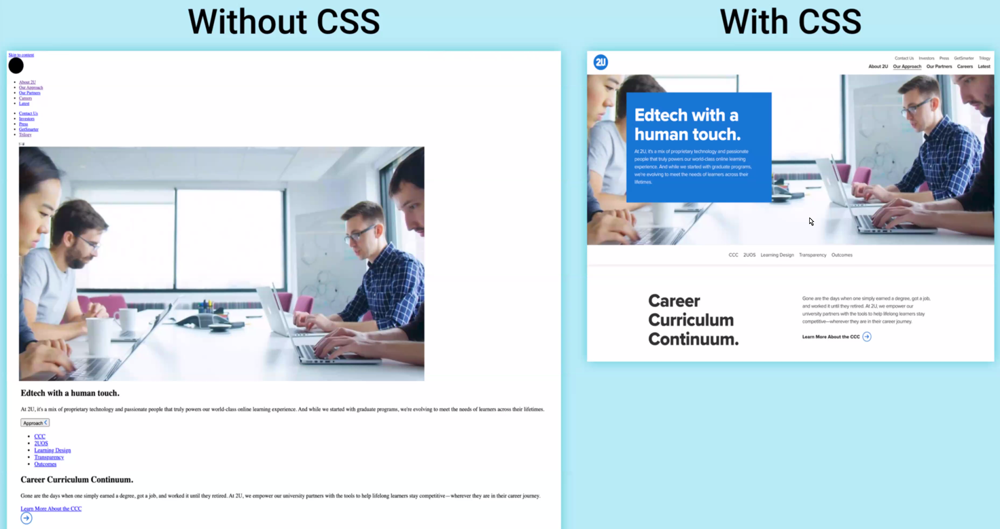 Without CSS
Skip to content
About 2U
Our Approach
Our Partners
Careers
Latest
Contact Us
Investors
Press
GetSmarter
Trilogy
Edtech with a human touch.
At 2U, it's a mix of proprietary technology and passionate people that truly powers our world-class online learning experience. And while we started with graduate programs, we're evolving to meet the needs of learners across their lifetimes.
Approach
CCC
2UOS
Learning Design
Transparency
Outcomes
Career Curriculum Continuum.
Gone are the days when one simply earned a degree, got a job, and worked it until they retired. At 2U, we empower our university partners with the tools to help lifelong learners stay competitive—wherever they are in their career journey.
Learn More About the CCC
With CSS
2U
Contact Us Investors Press GetSmarter Trilogy
About 2U Our Approach Our Partners Careers Latest
Edtech with a
human touch.
At 2U, it's a mix of proprietary technology and passionate
people that truly powers our world-class online learning
experience. And while we started with graduate programs,
we're evolving to meet the needs of learners across their
lifetimes.
CCC 2UOS Learning Design Transparency Outcomes
Career
Curriculum
Continuum.
Gone are the days when one simply earned a degree, got a job,
and worked it until they retired. At 2U, we empower our
university partners with the tools to help lifelong learners stay
competitive—wherever they are in their career journey.
Learn More About the CCC